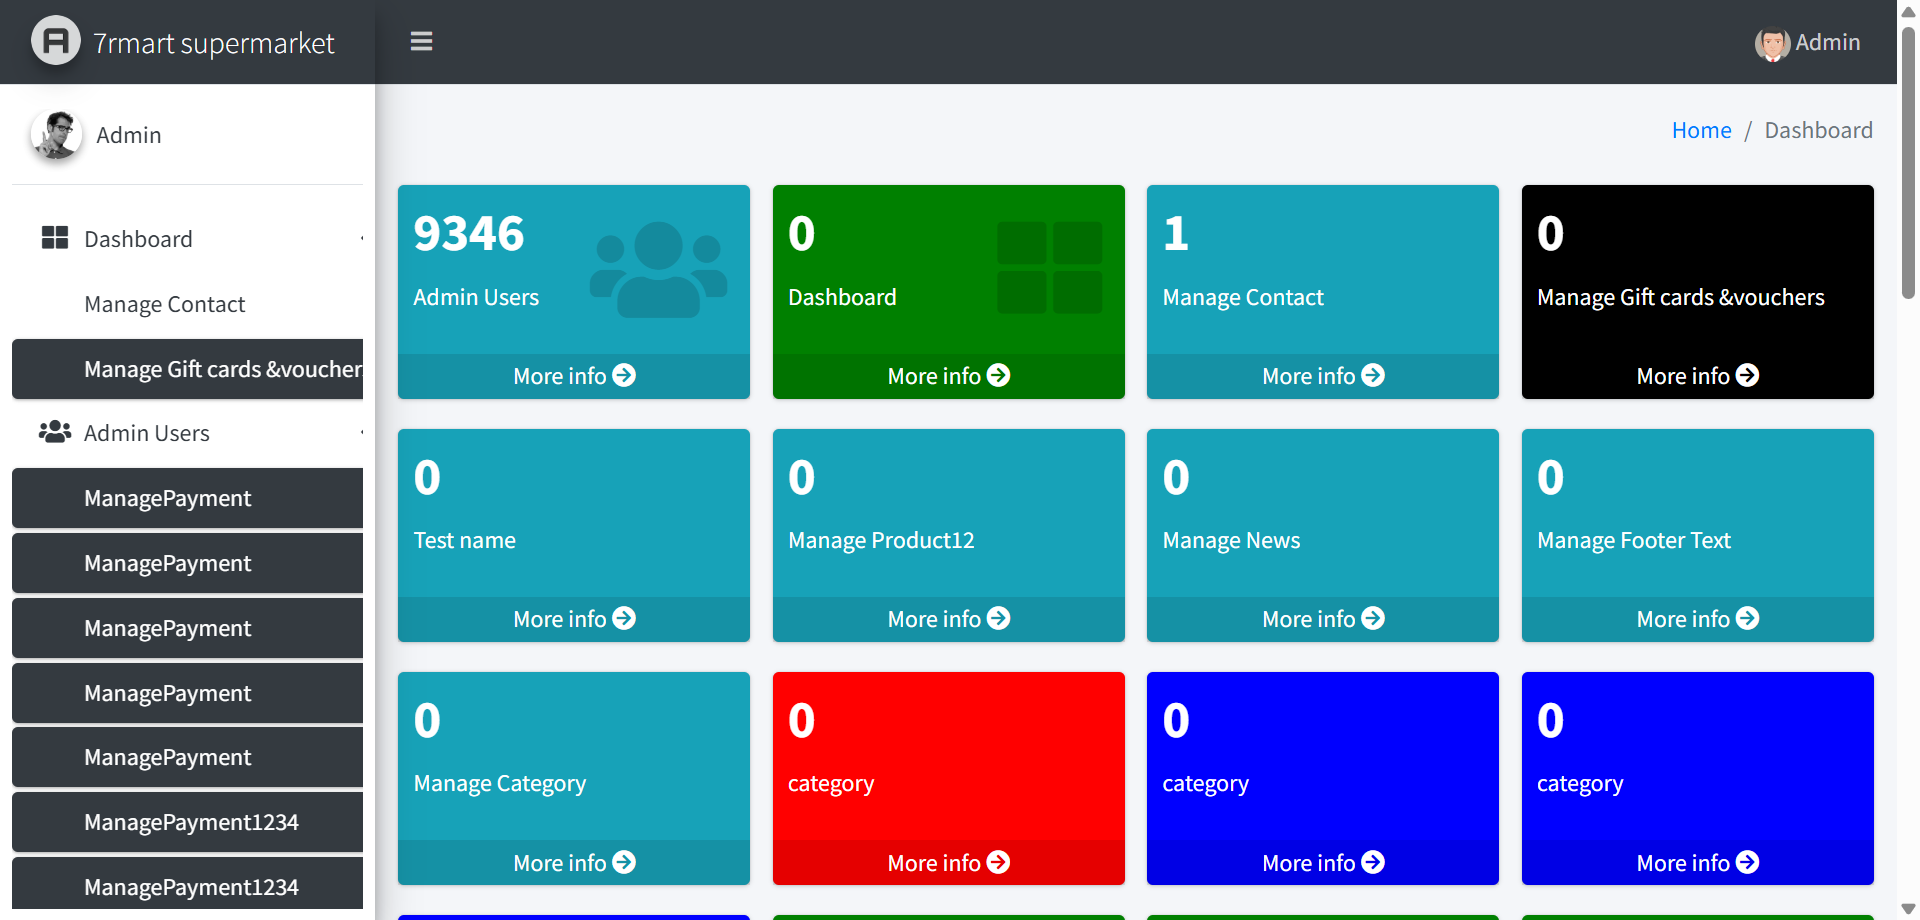 7rmart supermarket
Admin
Admin
Home / Dashboard
Dashboard
Manage Contact
Manage Gift cards &voucher
Admin Users
ManagePayment
ManagePayment
ManagePayment
ManagePayment
ManagePayment
ManagePayment1234
ManagePayment1234
9346
Admin Users
More info
0
Dashboard
More info
1
Manage Contact
More info
0
Manage Gift cards &vouchers
More info
0
Test name
More info
0
Manage Product12
More info
0
Manage News
More info
0
Manage Footer Text
More info
0
Manage Category
More info
0
category
More info
0
category
More info
0
category
More info